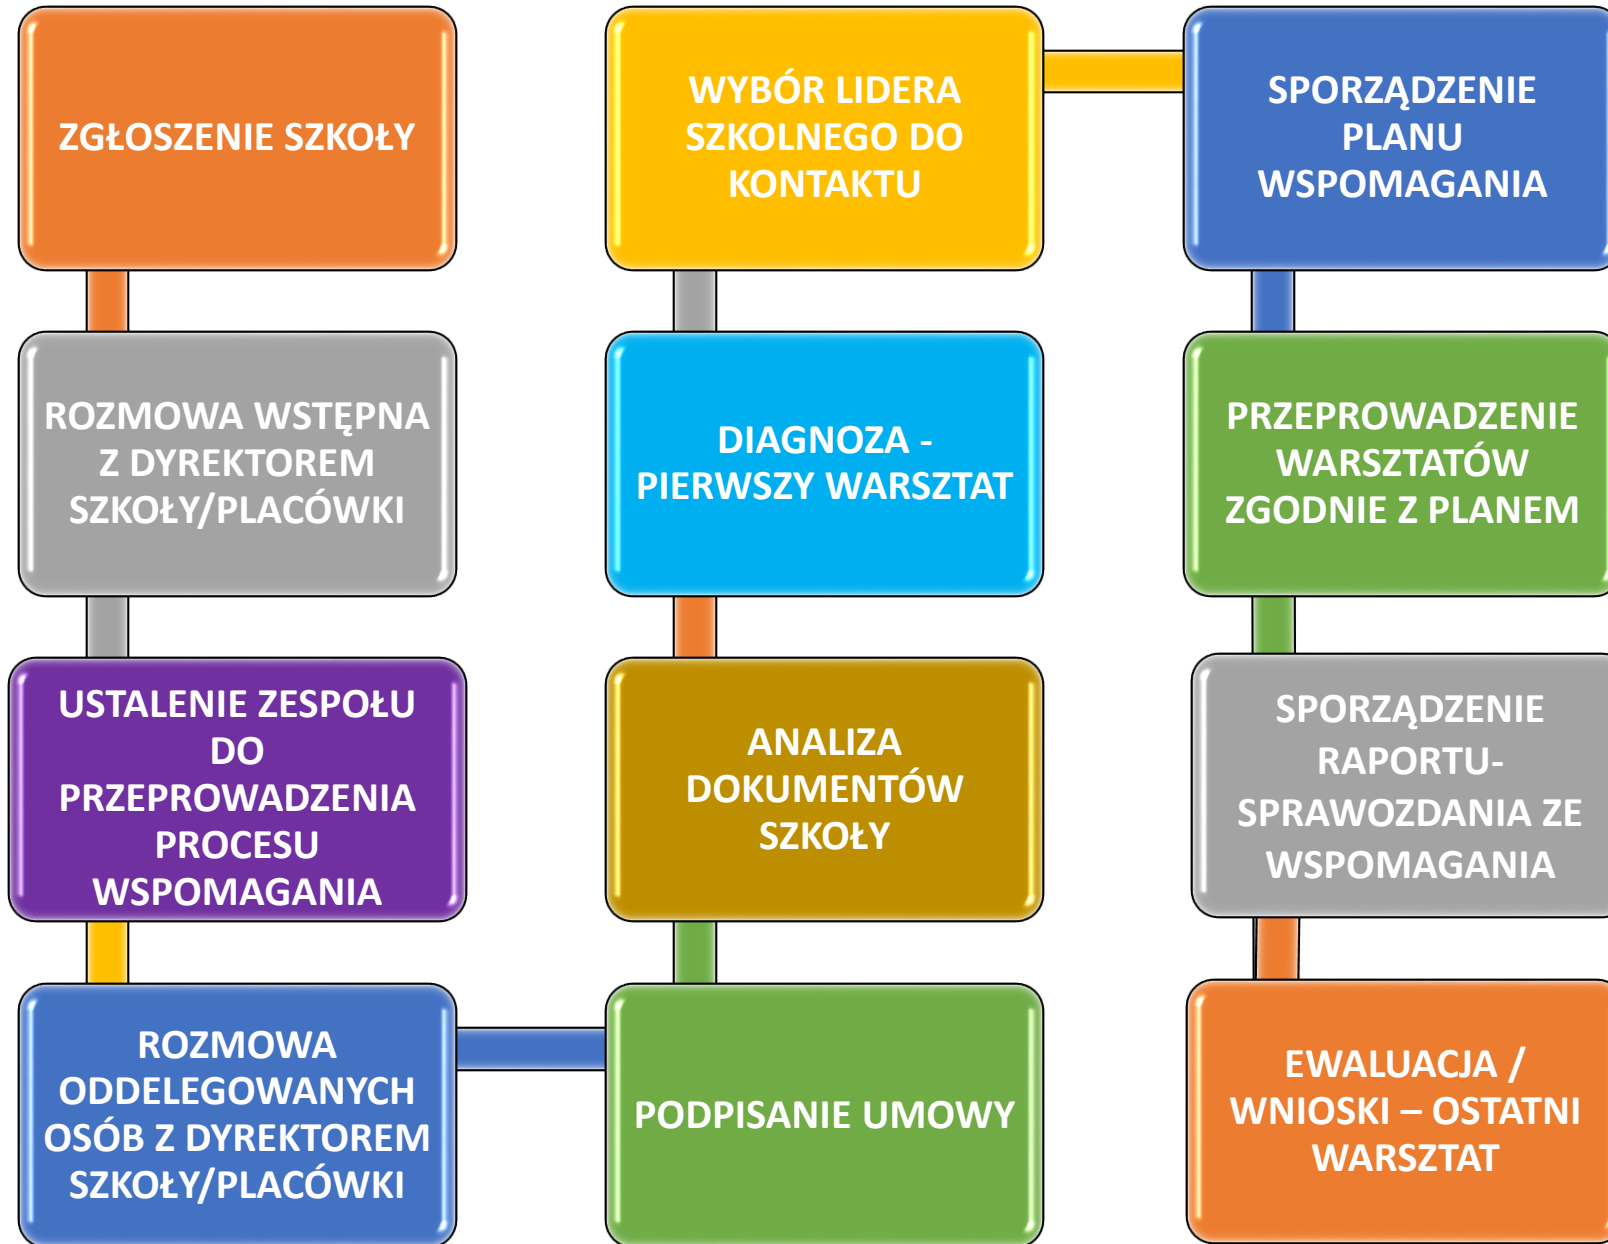 ZGŁOSZENIE SZKOŁY
ROZMOWA WSTĘPNA
Z DYREKTOREM
SZKOŁY/PLACÓWKI
USTALENIE ZESPOŁU
DO
PRZEPROWADZENIA
PROCESU
WSPOMAGANIA
ROZMOWA
ODDELEGOWANYCH
OSÓB Z DYREKTOREM
SZKOŁY/PLACÓWKI
PODPISANIE UMOWY
ANALIZA
DOKUMENTÓW
SZKOŁY
DIAGNOZA -
PIERWSZY WARSZTAT
WYBÓR LIDERA
SZKOLNEGO DO
KONTAKTU
SPORZĄDZENIE
PLANU
WSPOMAGANIA
PRZEPROWADZENIE
WARSZTATÓW
ZGODNIE Z PLANEM
SPORZĄDZENIE
RAPORTU-
SPRAWOZDANIA ZE
WSPOMAGANIA
EWALUACJA /
WNIOSKI – OSTATNI
WARSZTAT